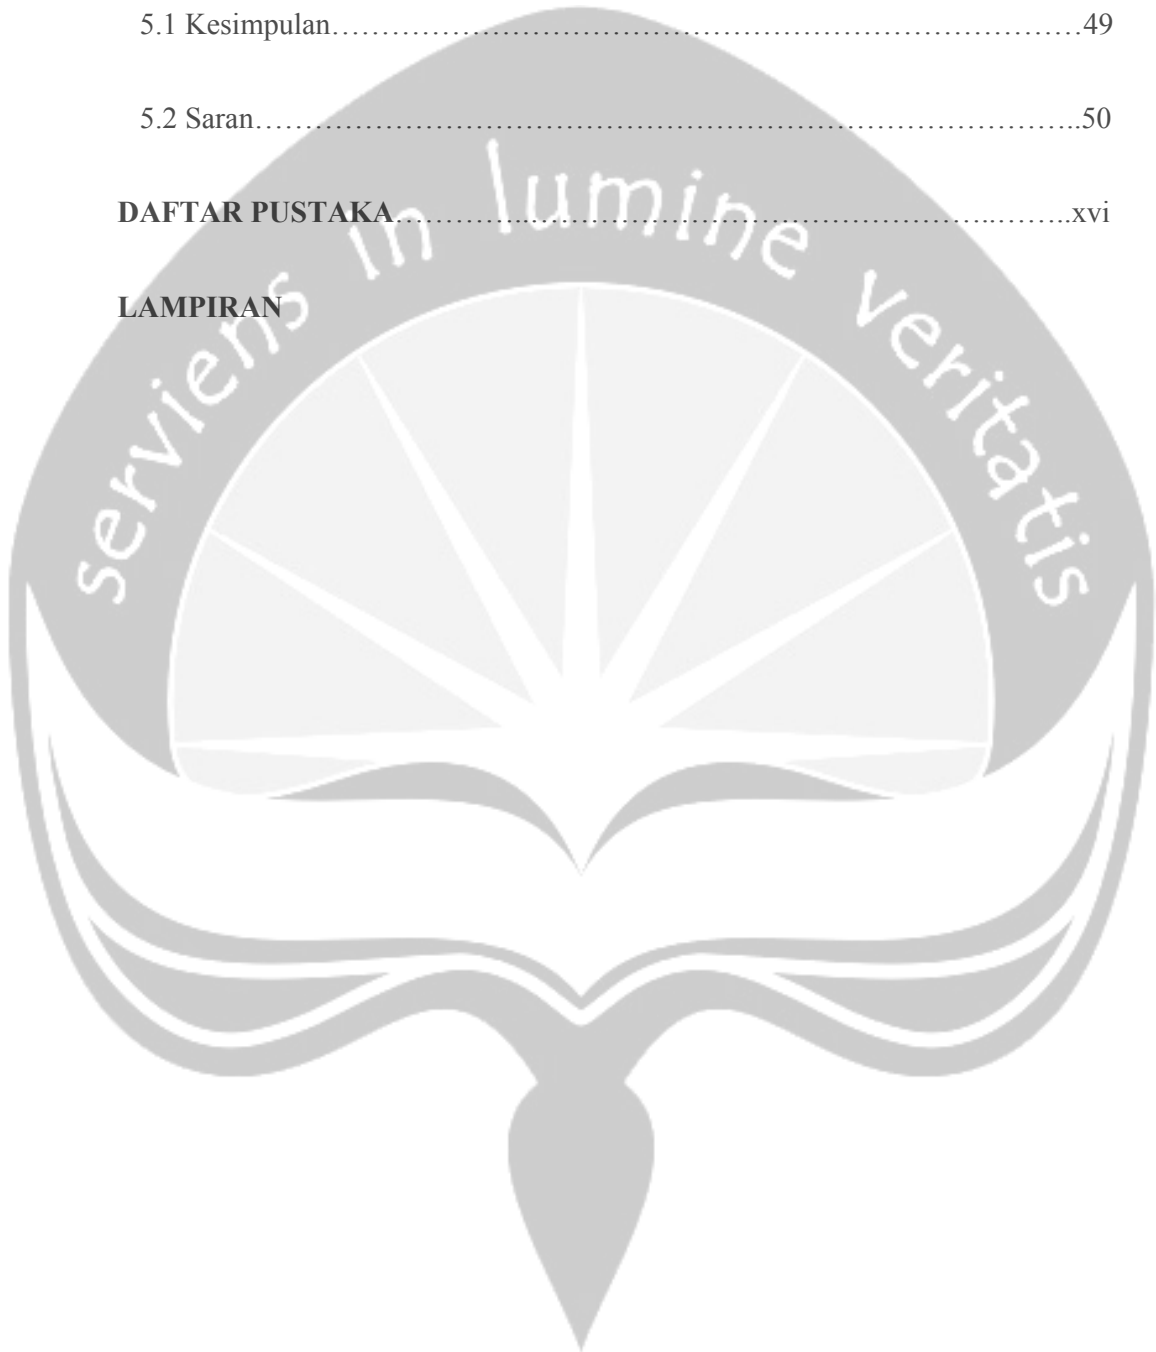 5.1 Kesimpulan…………………………………………………………………49
5.2 Saran………………………………………………………………………...50
DAFTAR PUSTAKA…………..……………………………………..……..xvi
LAMPIRAN
serviens in lumine veritatis